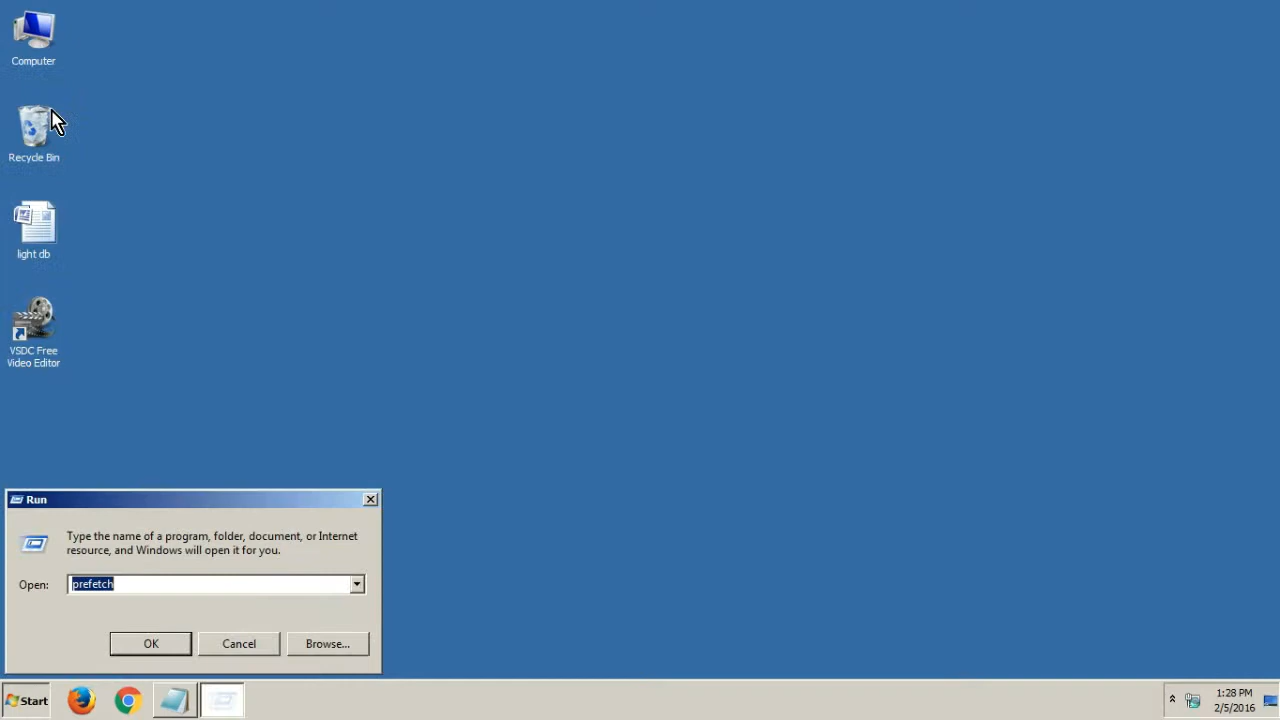 Computer
Recycle Bin
light db
VSDC Free
Video Editor
Run
Type the name of a program, folder, document, or Internet
resource, and Windows will open it for you.
Open: prefetch
OK Cancel Browse...
Start
1:28 PM
2/5/2016